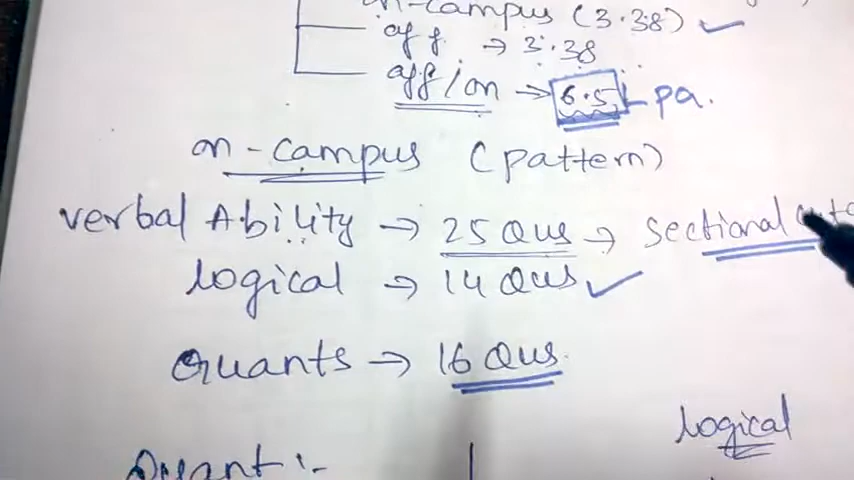 on-campus (3.38)
off → 3.38
off/on → 6.5 Lpa.
on-campus (pattern)
verbal Ability → 25 Qus → sectional
logical → 14 Qus
Quants → 16 Qus
logical
Quant :-